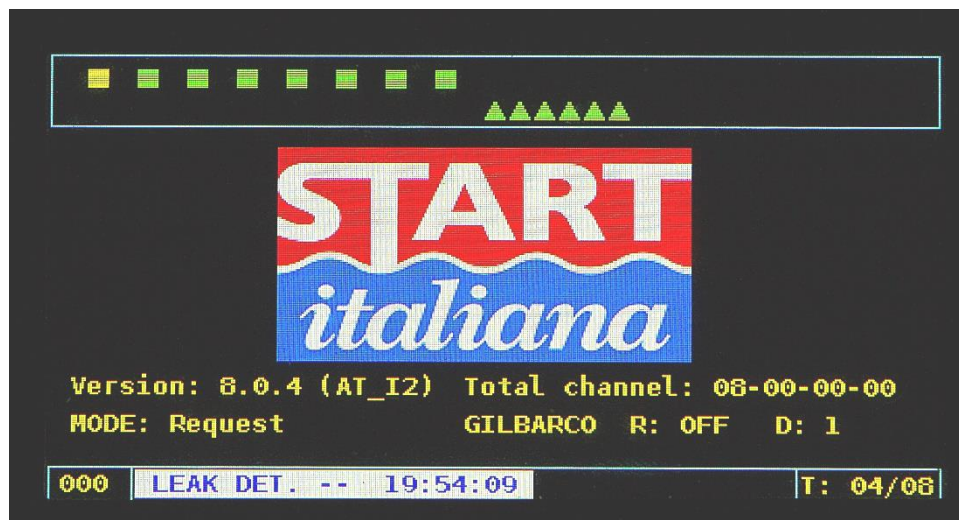 START
italiana
Version: 8.0.4 (AT_I2) Total channel: 08-00-00-00
MODE: Request GILBARCO R: OFF D: 1
000 LEAK DET. -- 19:54:09 T: 04/08